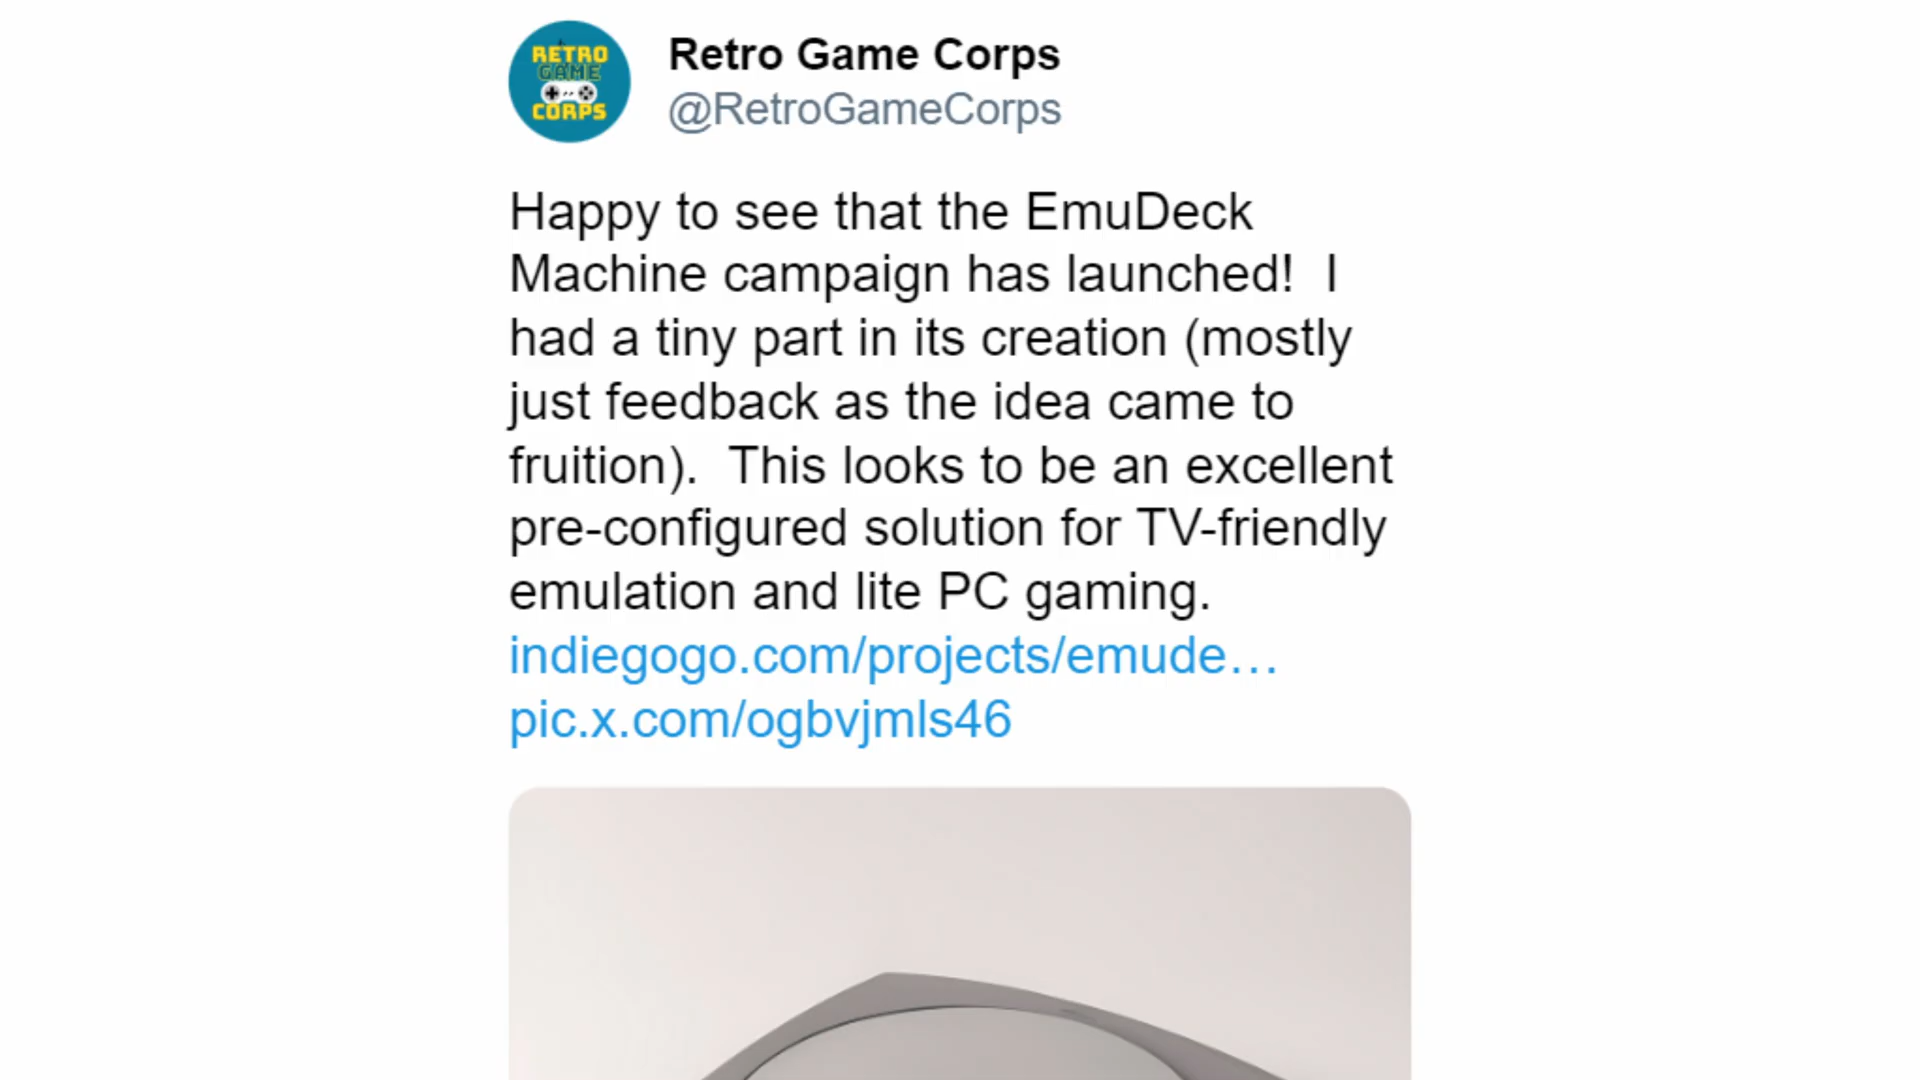 RETRO
GAME
CORPS
Retro Game Corps
@RetroGameCorps
Happy to see that the EmuDeck
Machine campaign has launched!  I
had a tiny part in its creation (mostly
just feedback as the idea came to
fruition).  This looks to be an excellent
pre-configured solution for TV-friendly
emulation and lite PC gaming.
indiegogo.com/projects/emude…
pic.x.com/ogbvjmls46